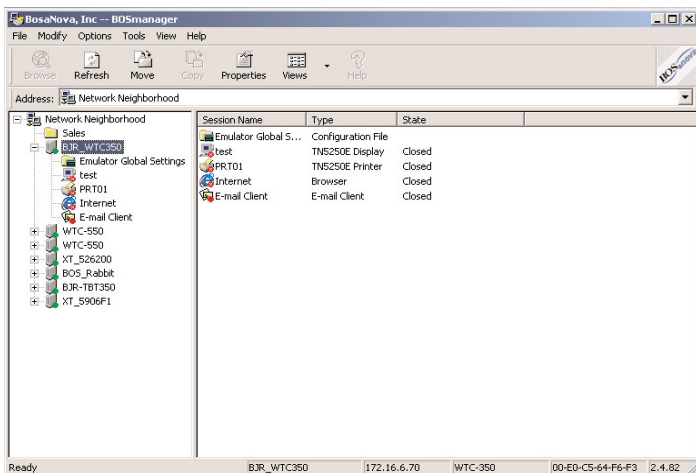 BosaNova, Inc -- BOSmanager
File Modify Options Tools View Help
Browse Refresh Move Copy Properties Views Help
BOSanova
Address: Network Neighborhood
Network Neighborhood
Sales
BJR_WTC350
Emulator Global Settings
test
PRT01
Internet
E-mail Client
WTC-550
WTC-550
XT_526200
BOS_Rabbit
BJR-TBT350
XT_5906F1
Session Name Type State
Emulator Global S... Configuration File
test TN5250E Display Closed
PRT01 TN5250E Printer Closed
Internet Browser Closed
E-mail Client E-mail Client Closed
Ready BJR_WTC350 172.16.6.70 WTC-350 00-E0-C5-64-F6-F3 2.4.82